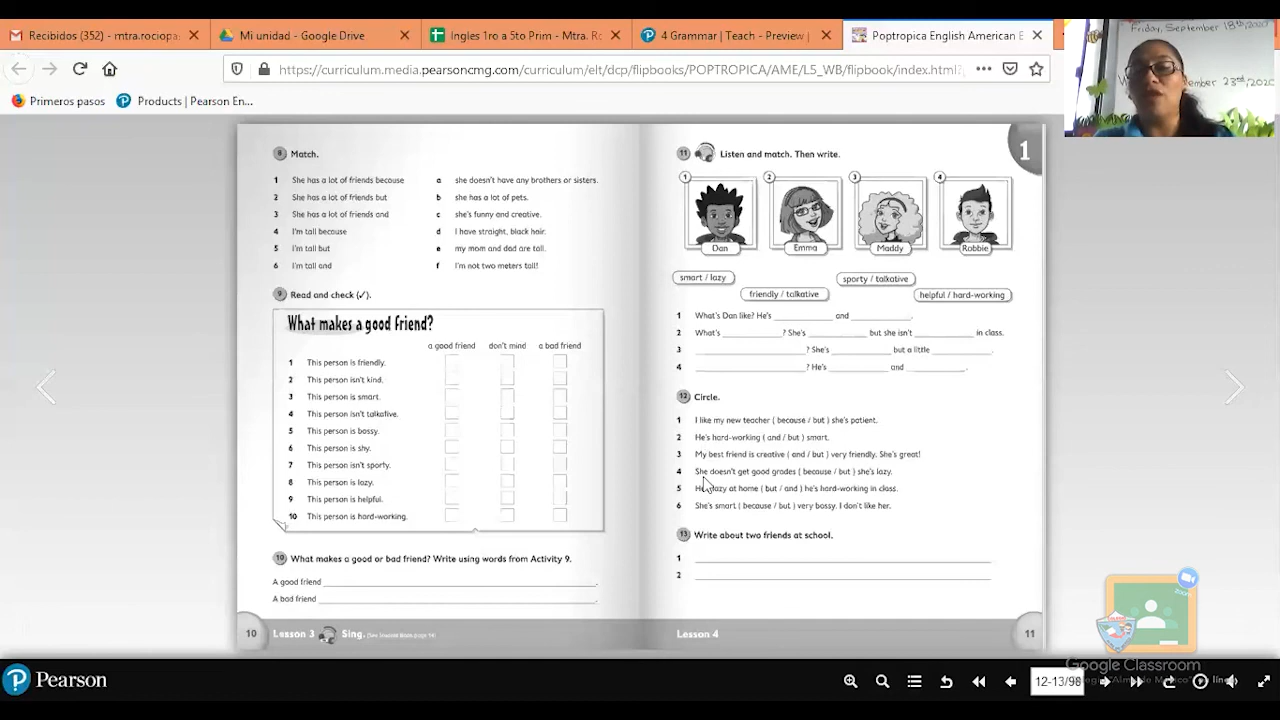 Recibidos (352) - mtra.rociopa
Mi unidad - Google Drive
Ingles 1ro a 5to Prim - Mtra. R
4 Grammar | Teach - Preview |
Poptropica English American E
https://curriculum.media.pearsoncmg.com/curriculum/elt/dcp/flipbooks/POPTROPICA/AME/L5_WB/flipbook/index.html?
Primeros pasos
Products | Pearson En...
Friday, September 18th, 2020
23rd, 2020
8 Match.
1 She has a lot of friends because
2 She has a lot of friends but
3 She has a lot of friends and
4 I'm tall because
5 I'm tall but
6 I'm tall and
a she doesn't have any brothers or sisters.
b she has a lot of pets.
c she's funny and creative.
d I have straight, black hair.
e my mom and dad are tall.
f I'm not two meters tall!
9 Read and check (✓).
What makes a good friend?
a good friend don't mind a bad friend
1 This person is friendly.
2 This person isn't kind.
3 This person is smart.
4 This person isn't talkative.
5 This person is bossy.
6 This person is shy.
7 This person isn't sporty.
8 This person is lazy.
9 This person is helpful.
10 This person is hard-working.
10 What makes a good or bad friend? Write using words from Activity 9.
A good friend ____.
A bad friend ____.
10 Lesson 3 Sing.
1
11 Listen and match. Then write.
1 2 3 4
Dan Emma Maddy Robbie
smart / lazy
sporty / talkative
friendly / talkative
helpful / hard-working
1 What's Dan like? He's ____ and ____.
2 What's ____? She's ____ but she isn't ____ in class.
3 ____? She's ____ but a little ____.
4 ____? He's ____ and ____.
12 Circle.
1 I like my new teacher ( because / but ) she's patient.
2 He's hard-working ( and / but ) smart.
3 My best friend is creative ( and / but ) very friendly. She's great!
4 She doesn't get good grades ( because / but ) she's lazy.
5 lazy at home ( but / and ) he's hard-working in class.
6 She's smart ( because / but ) very bossy. I don't like her.
13 Write about two friends at school.
1
2
Lesson 4 11
zoom
Google Classroom
Pearson
12-13/98